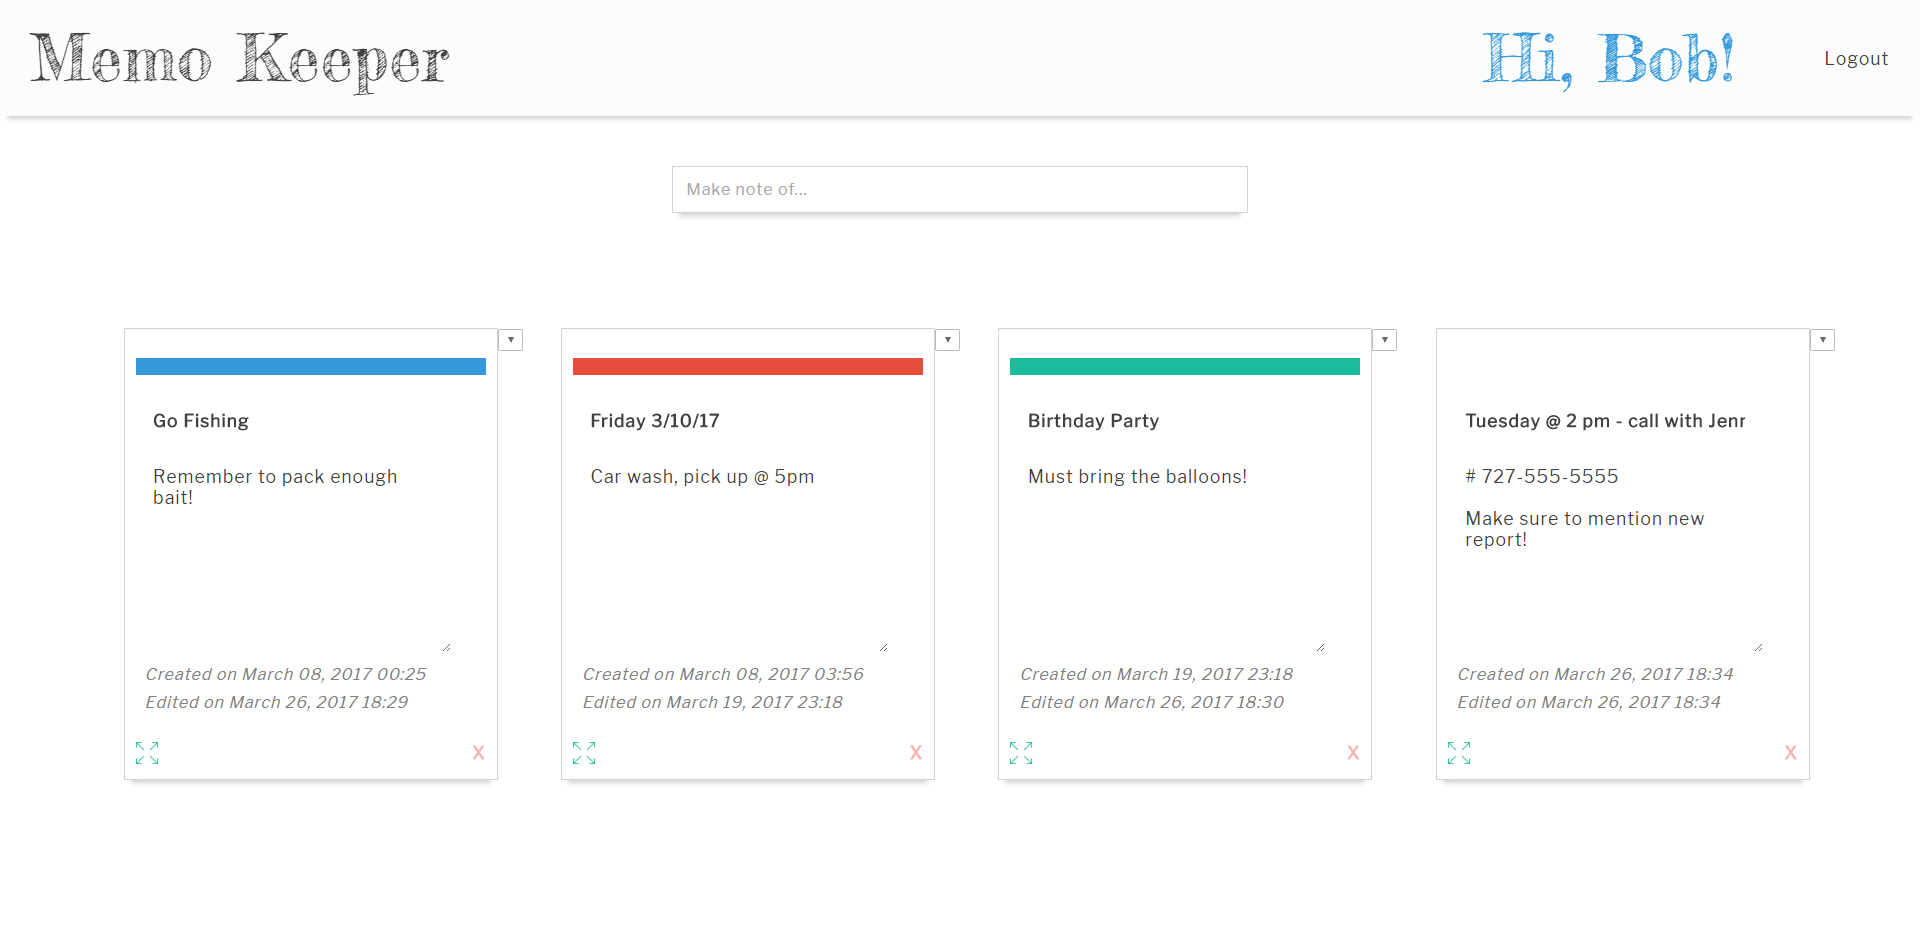 Memo Keeper
Hi, Bob!
Logout
Make note of...
Go Fishing
Remember to pack enough
bait!
Created on March 08, 2017 00:25
Edited on March 26, 2017 18:29
X
Friday 3/10/17
Car wash, pick up @ 5pm
Created on March 08, 2017 03:56
Edited on March 19, 2017 23:18
X
Birthday Party
Must bring the balloons!
Created on March 19, 2017 23:18
Edited on March 26, 2017 18:30
X
Tuesday @ 2 pm - call with Jenn
# 727-555-5555
Make sure to mention new
report!
Created on March 26, 2017 18:34
Edited on March 26, 2017 18:34
X